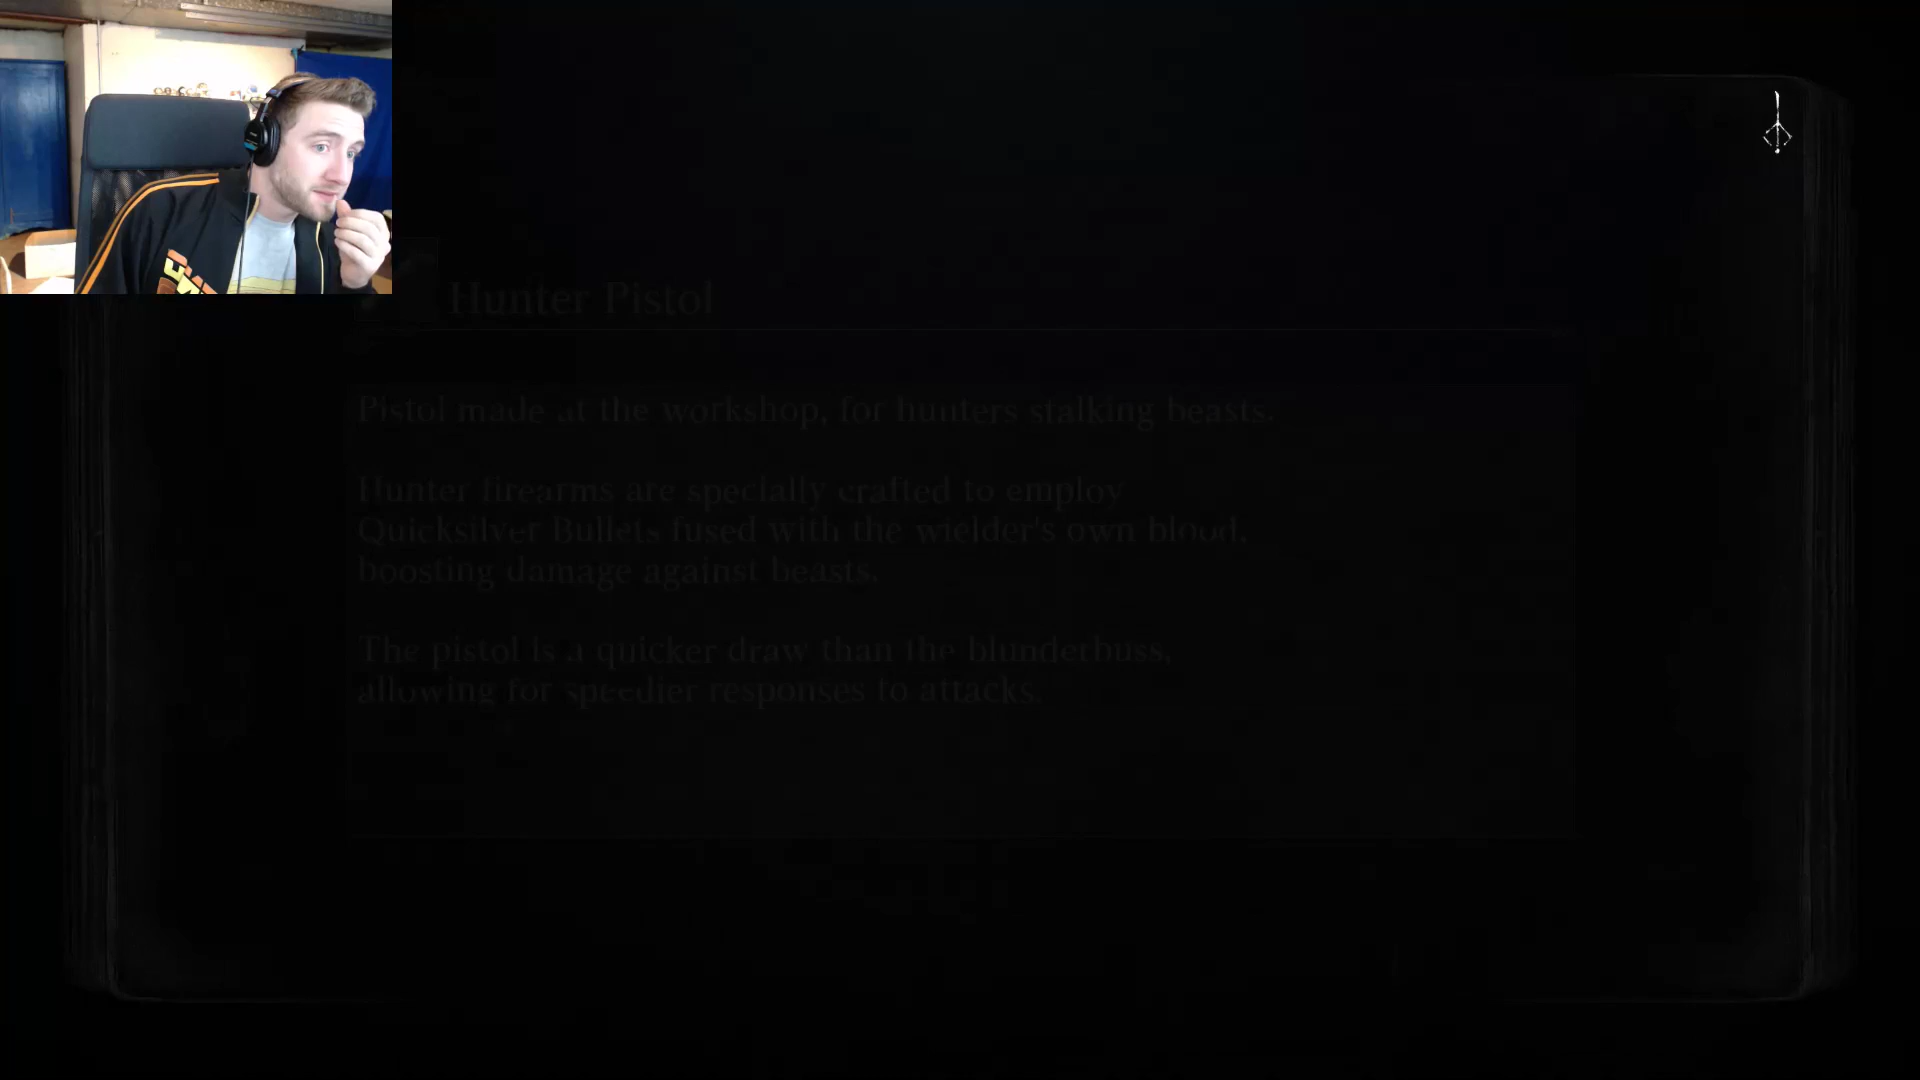 Hunter Pistol
Pistol made at the workshop, for hunters stalking beasts.
Hunter firearms are specially crafted to employ
Quicksilver Bullets fused with the wielder's own blood,
boosting damage against beasts.
The pistol is a quicker draw than the blunderbuss,
allowing for speedier responses to attacks.